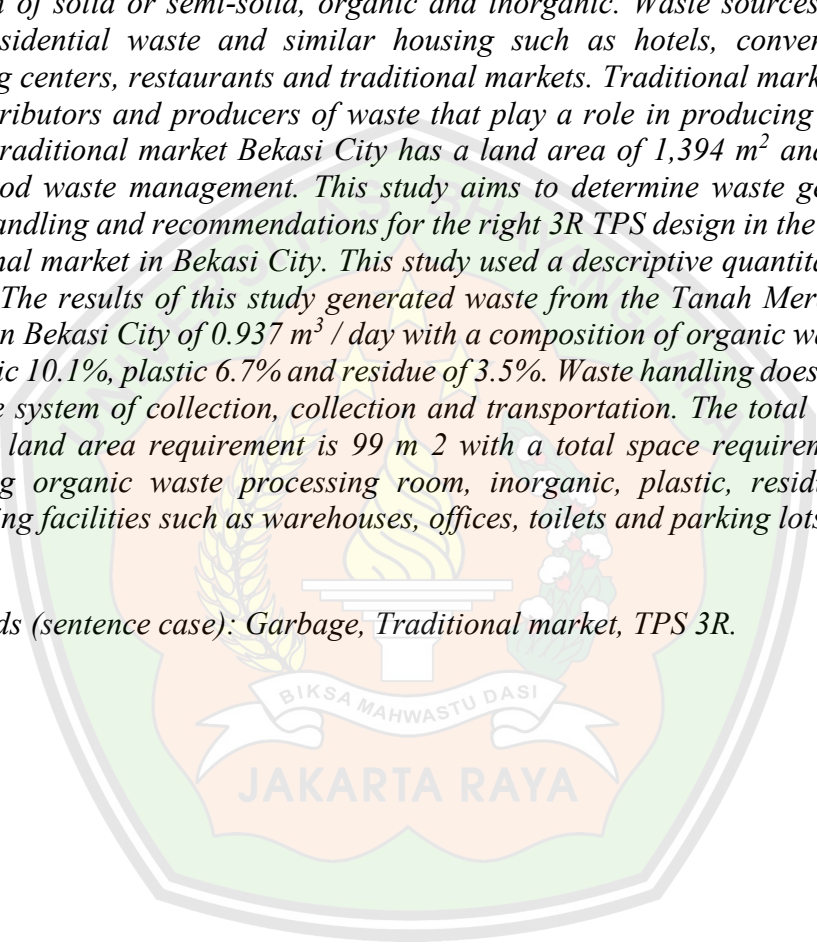 n of solid or semi-solid, organic and inorganic. Waste sources
sidential waste and similar housing such as hotels, conver
g centers, restaurants and traditional markets. Traditional mark
tributors and producers of waste that play a role in producing
raditional market Bekasi City has a land area of 1,394 m² and
od waste management. This study aims to determine waste ge
andling and recommendations for the right 3R TPS design in the
nal market in Bekasi City. This study used a descriptive quantita
The results of this study generated waste from the Tanah Mer
n Bekasi City of 0.937 m³ / day with a composition of organic wa
ic 10.1%, plastic 6.7% and residue of 3.5%. Waste handling does
e system of collection, collection and transportation. The total
land area requirement is 99 m 2 with a total space requirem
g organic waste processing room, inorganic, plastic, resid
ing facilities such as warehouses, offices, toilets and parking lots
ds (sentence case): Garbage, Traditional market, TPS 3R.
UNIVERSITAS BHAYANGKARA
BIKSA MAHWASTU DASI
JAKARTA RAYA